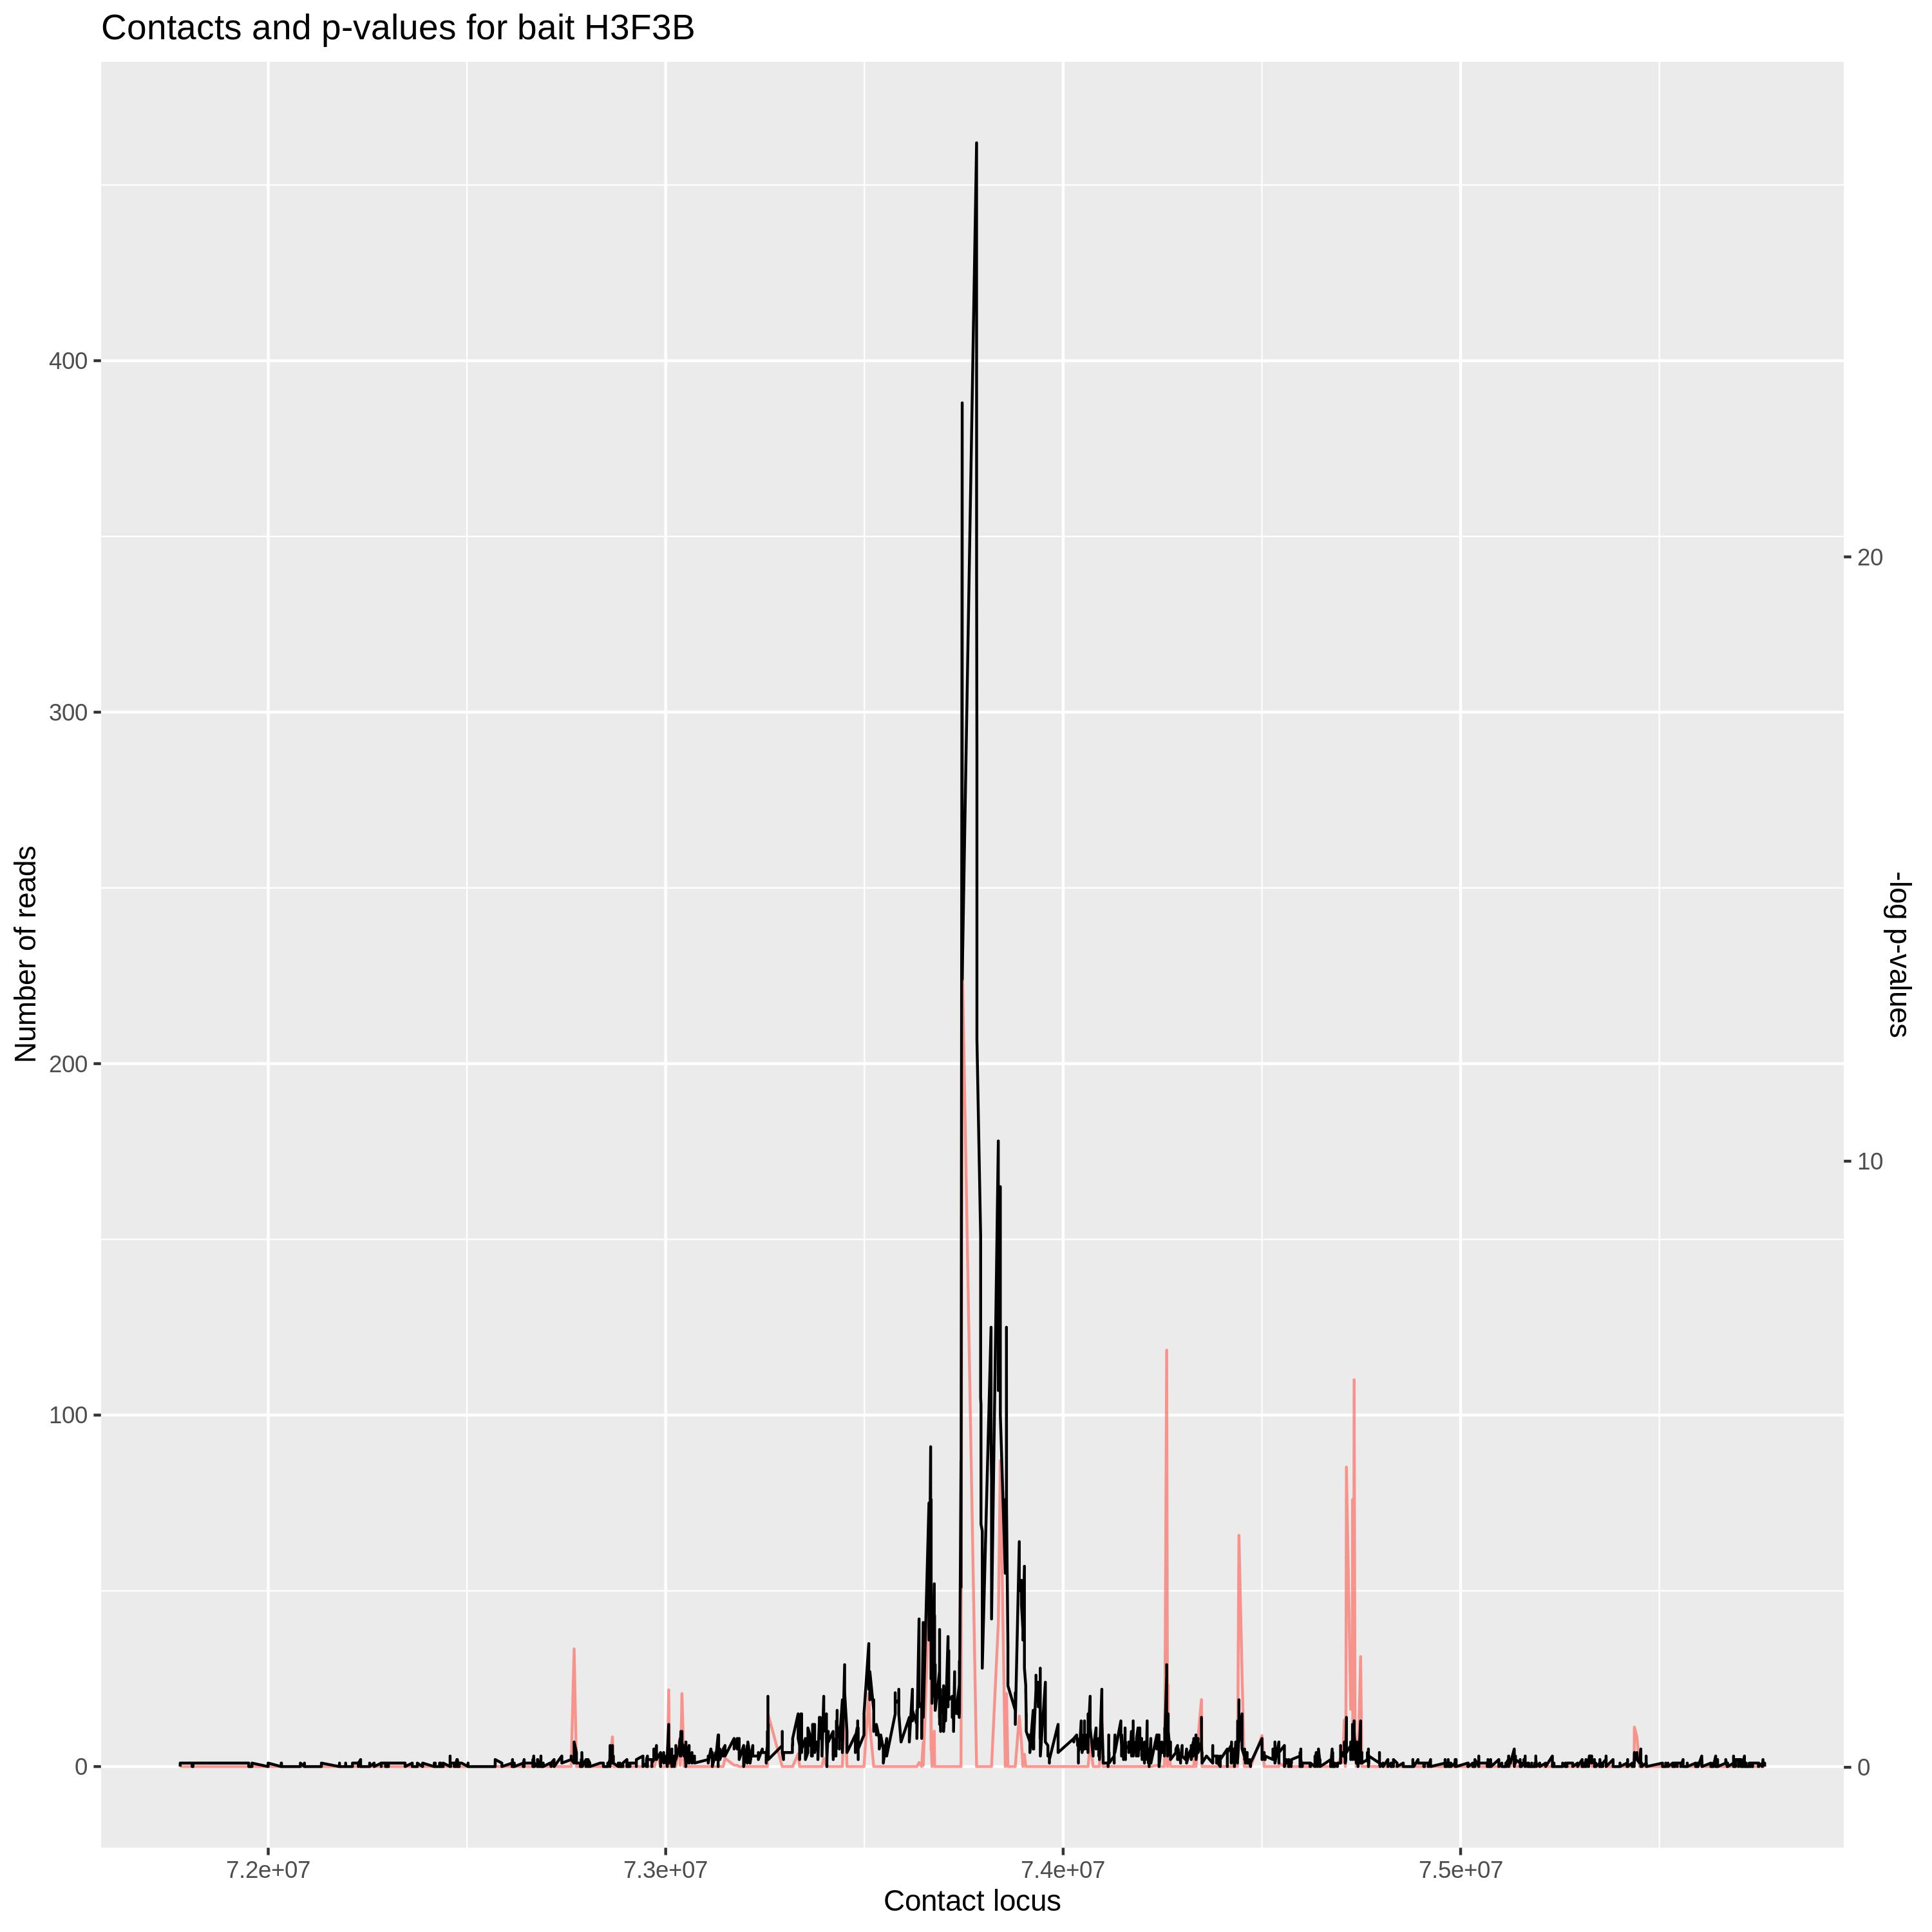 Contacts and p-values for bait H3F3B
Number of reads
400
300
200
100
0
20
10
0
-log p-values
7.2e+07
7.3e+07
7.4e+07
7.5e+07
Contact locus